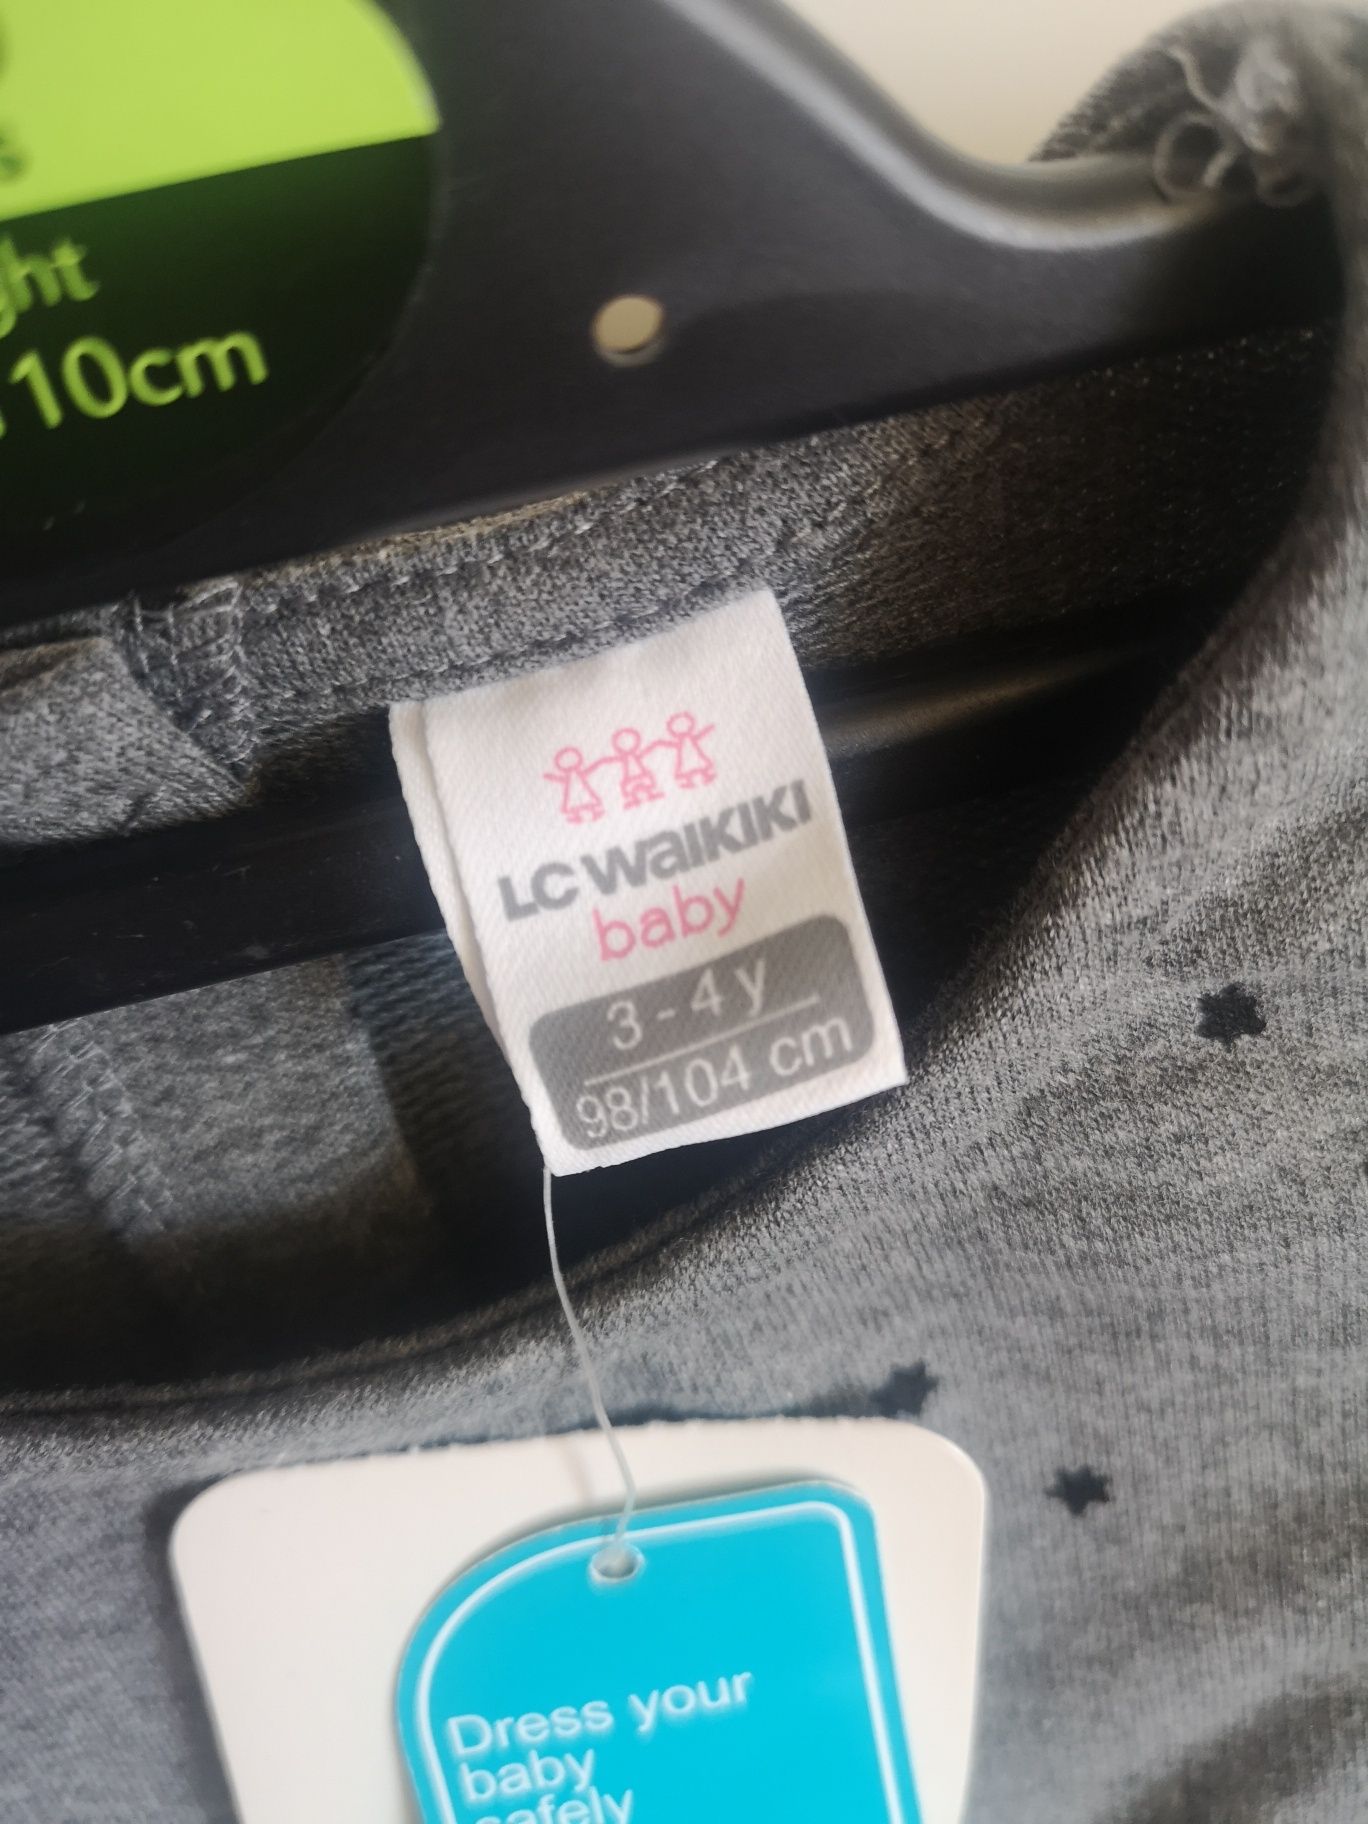 10cm
LC WAIKIKI
baby
3 - 4 y
98/104 cm
Dress your
baby
safely